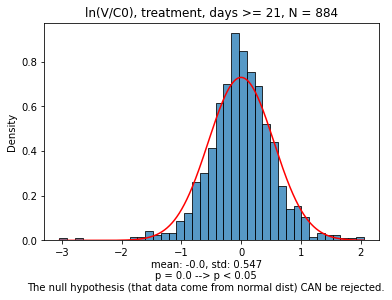 ln(V/C0), treatment, days >= 21, N = 884
Density
0.8
0.6
0.4
0.2
0.0
−3
−2
−1
0
1
2
mean: -0.0, std: 0.547
p = 0.0 --> p < 0.05
The null hypothesis (that data come from normal dist) CAN be rejected.